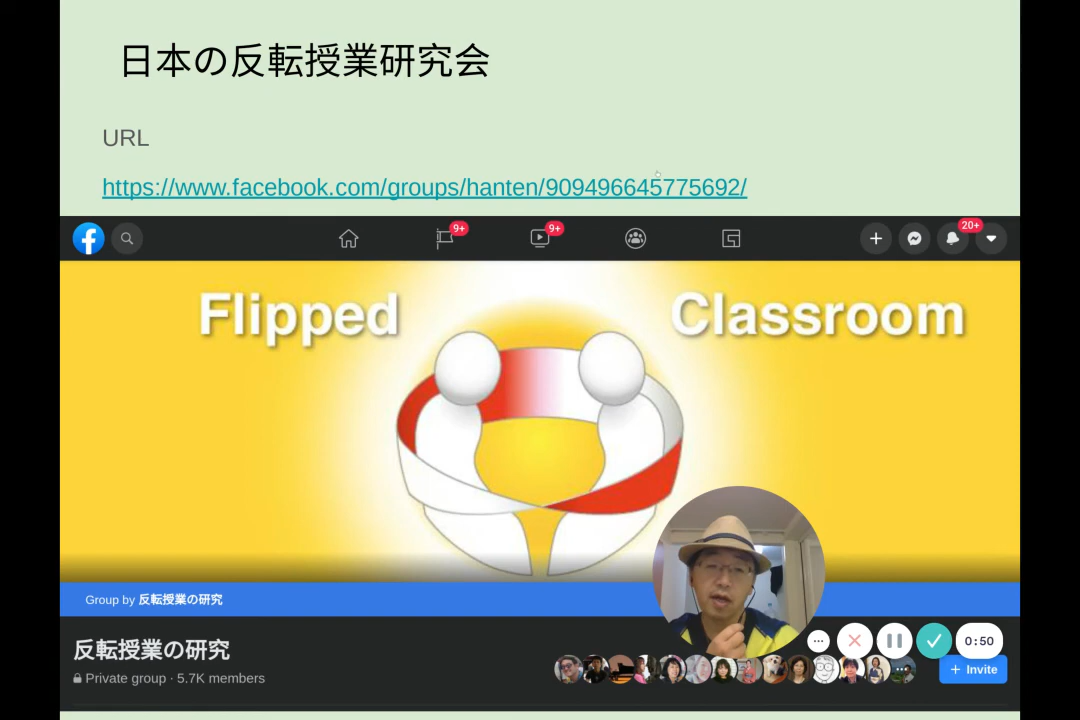 日本の反転授業研究会
URL
https://www.facebook.com/groups/hanten/909496645775692/
9+
9+
20+
Flipped Classroom
Group by 反転授業の研究
反転授業の研究
0:50
Private group · 5.7K members
+ Invite